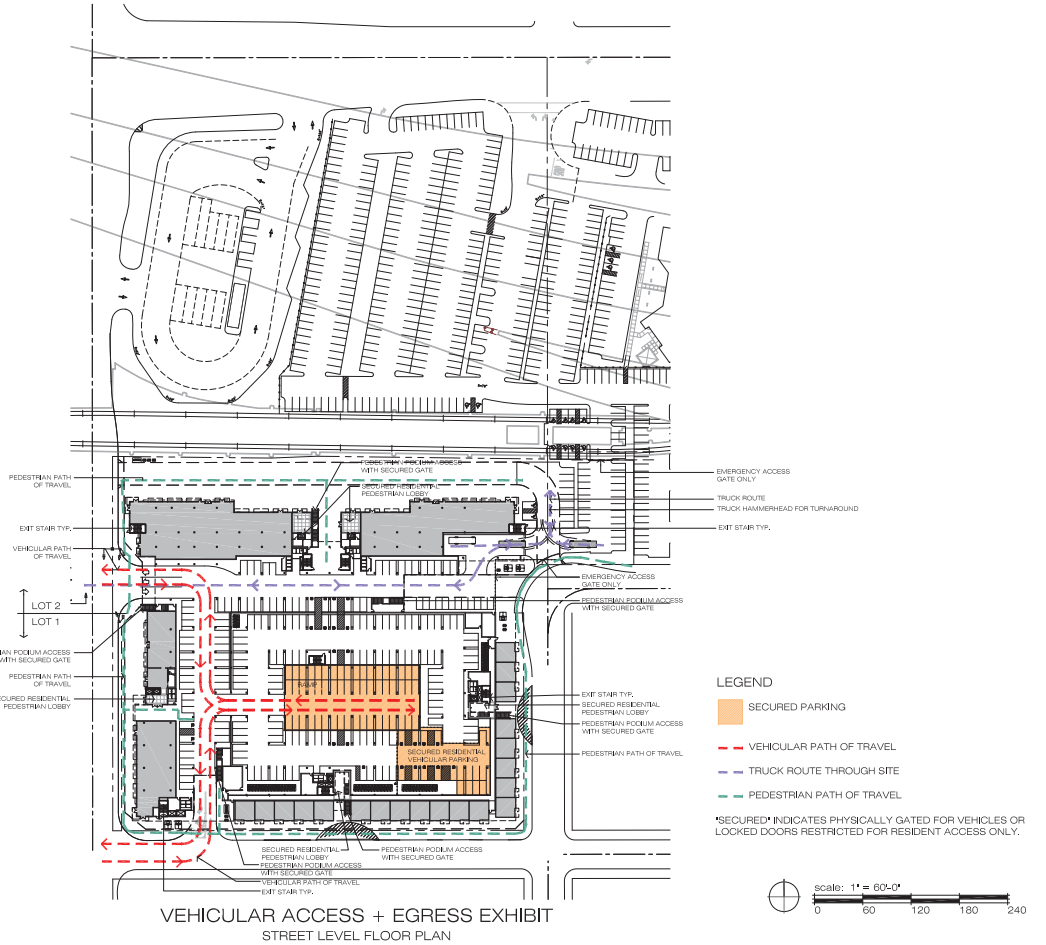 PEDESTRIAN PATH
OF TRAVEL
EXIT STAIR TYP.
VEHICULAR PATH
OF TRAVEL
LOT 2
LOT 1
AN PODIUM ACCESS
WITH SECURED GATE
PEDESTRIAN PATH
OF TRAVEL
SECURED RESIDENTIAL
PEDESTRIAN LOBBY
PEDESTRIAN PODIUM ACCESS
WITH SECURED GATE
SECURED RESIDENTIAL
PEDESTRIAN LOBBY
EMERGENCY ACCESS
GATE ONLY
TRUCK ROUTE
TRUCK HAMMERHEAD FOR TURNAROUND
EXIT STAIR TYP.
EMERGENCY ACCESS
GATE ONLY
PEDESTRIAN PODIUM ACCESS
WITH SECURED GATE
RAMP
SECURED RESIDENTIAL
VEHICULAR PARKING
EXIT STAIR TYP.
SECURED RESIDENTIAL
PEDESTRIAN LOBBY
PEDESTRIAN PODIUM ACCESS
WITH SECURED GATE
PEDESTRIAN PATH OF TRAVEL
SECURED RESIDENTIAL
PEDESTRIAN LOBBY
PEDESTRIAN PODIUM ACCESS
WITH SECURED GATE
VEHICULAR PATH OF TRAVEL
EXIT STAIR TYP.
PEDESTRIAN PODIUM ACCESS
WITH SECURED GATE
LEGEND
SECURED PARKING
VEHICULAR PATH OF TRAVEL
TRUCK ROUTE THROUGH SITE
PEDESTRIAN PATH OF TRAVEL
"SECURED" INDICATES PHYSICALLY GATED FOR VEHICLES OR
LOCKED DOORS RESTRICTED FOR RESIDENT ACCESS ONLY.
scale: 1" = 60'-0"
0 60 120 180 240
VEHICULAR ACCESS + EGRESS EXHIBIT
STREET LEVEL FLOOR PLAN